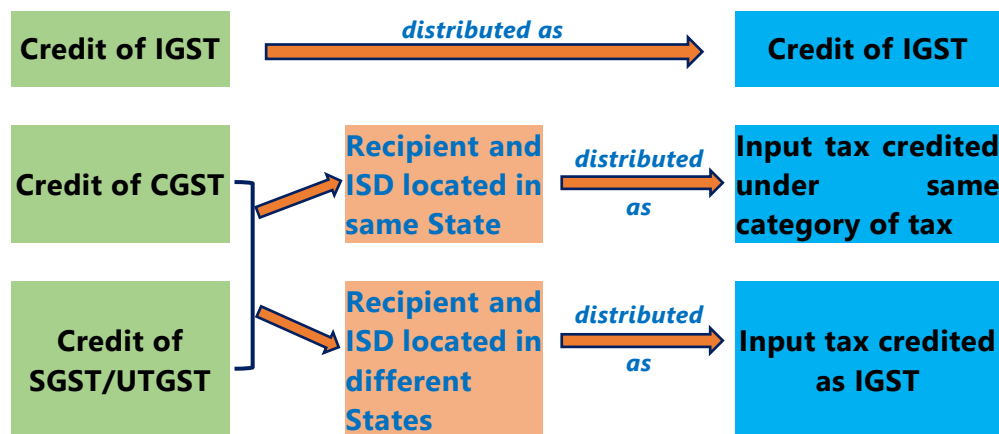 Credit of IGST
distributed as
Credit of IGST
Credit of CGST
Recipient and
ISD located in
same State
distributed
as
Input tax credited
under same
category of tax
Credit of
SGST/UTGST
Recipient and
ISD located in
different
States
distributed
as
Input tax credited
as IGST